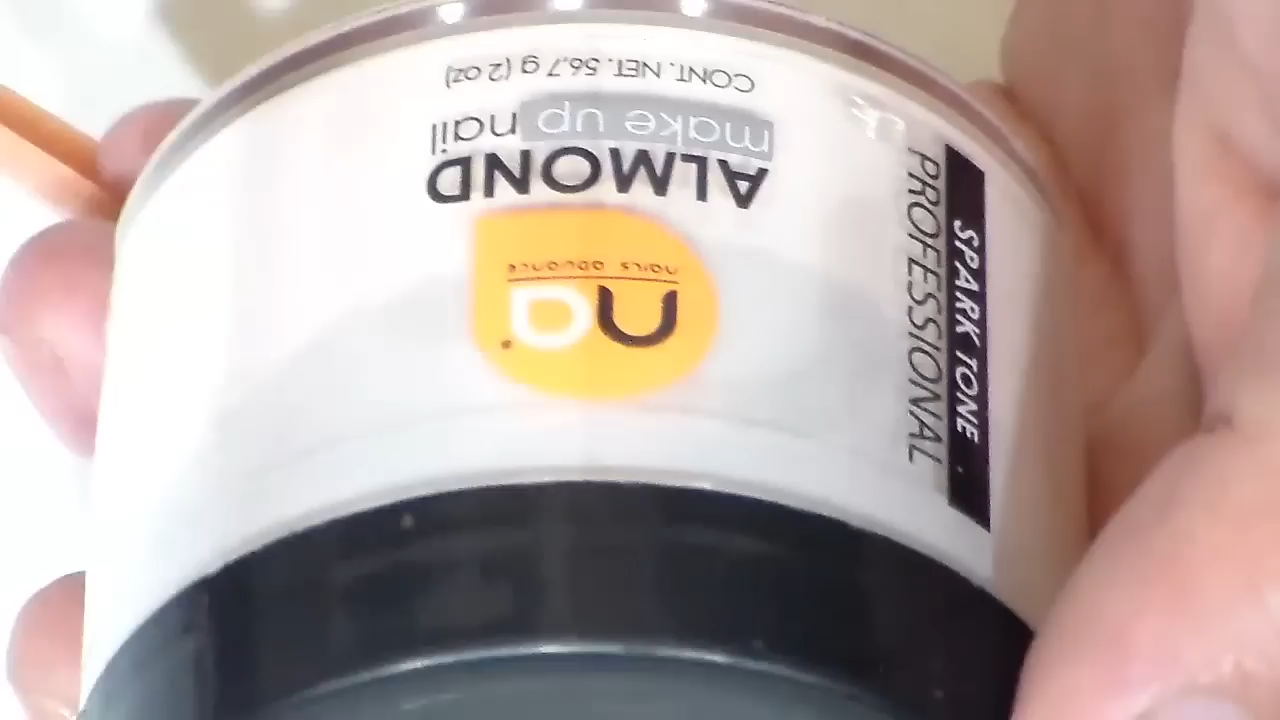 na
nails advance
ALMOND
make up nail
CONT. NET. 56.7 g (2 oz)
SPARK TONE
PROFESSIONAL